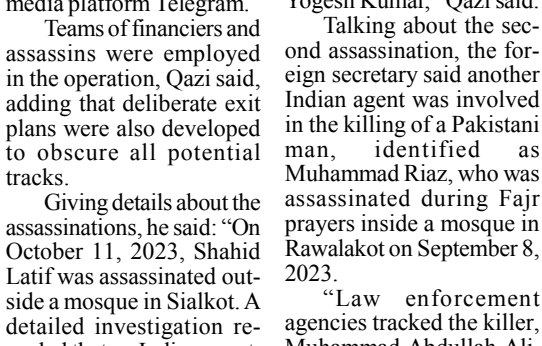 media platform Telegram.
Teams of financiers and
assassins were employed
in the operation, Qazi said,
adding that deliberate exit
plans were also developed
to obscure all potential
tracks.
Giving details about the
assassinations, he said: “On
October 11, 2023, Shahid
Latif was assassinated out-
side a mosque in Sialkot. A
detailed investigation re-
Yogesh Kumar,” Qazi said.
Talking about the sec-
ond assassination, the for-
eign secretary said another
Indian agent was involved
in the killing of a Pakistani
man, identified as
Muhammad Riaz, who was
assassinated during Fajr
prayers inside a mosque in
Rawalakot on September 8,
2023.
“Law enforcement
agencies tracked the killer,
Muhammad Abdullah Ali,